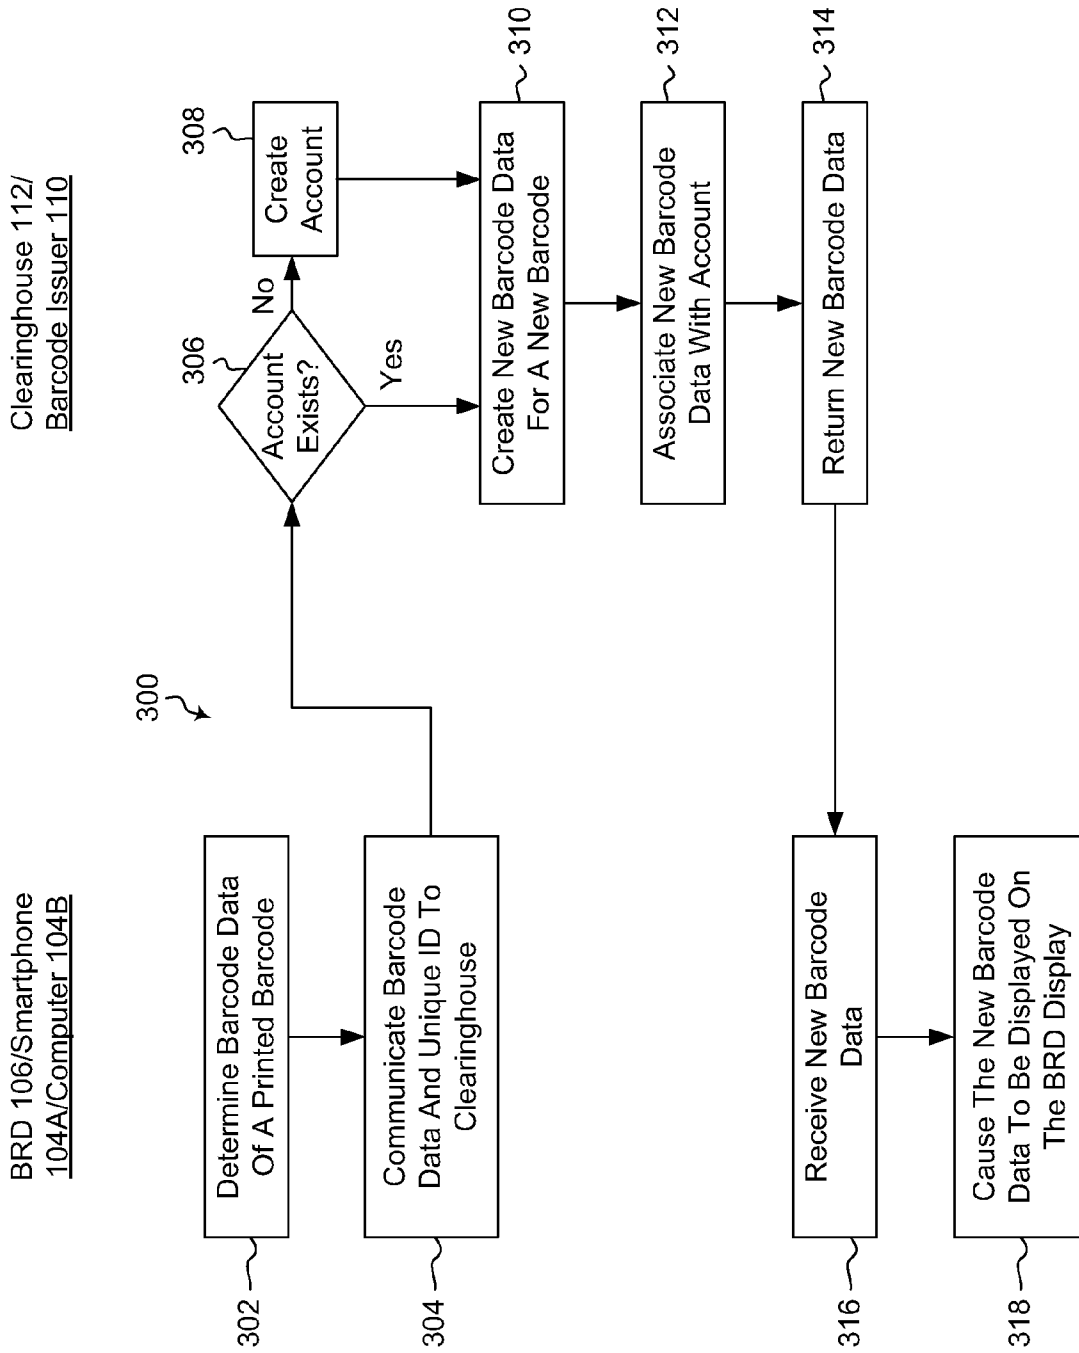 BRD 106/Smartphone
104A/Computer 104B
Clearinghouse 112/
Barcode Issuer 110
300
302
Determine Barcode Data
Of A Printed Barcode
304
Communicate Barcode
Data And Unique ID To
Clearinghouse
306
Account
Exists?
No
Yes
308
Create
Account
310
Create New Barcode Data
For A New Barcode
312
Associate New Barcode
Data With Account
314
Return New Barcode Data
316
Receive New Barcode
Data
318
Cause The New Barcode
Data To Be Displayed On
The BRD Display